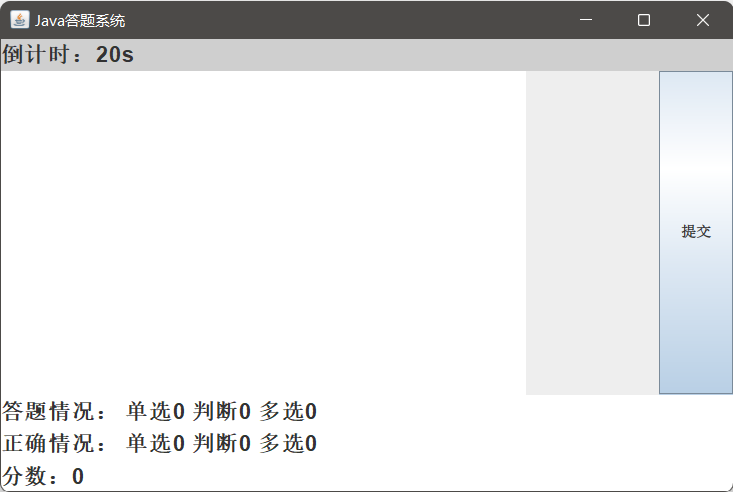 Java答题系统
倒计时：20s
提交
答题情况： 单选0 判断0 多选0
正确情况： 单选0 判断0 多选0
分数：0